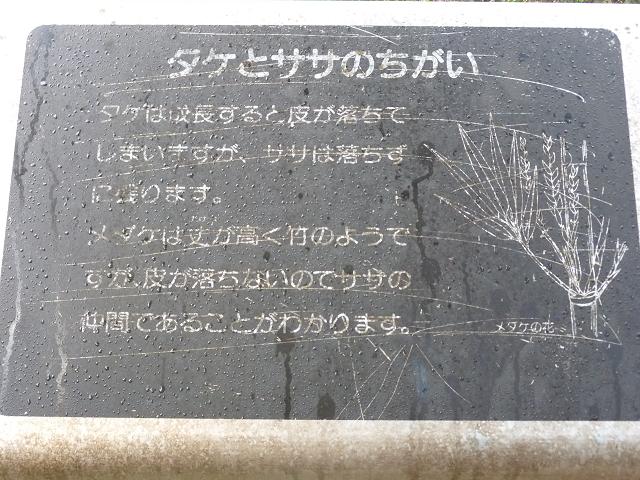 タケとササのちがい
タケは成長すると皮が落ちて
しまいますが、ササは落ちず
に残ります。
メダケは丈が高く竹のようで
すが、皮が落ちないのでササの
仲間であることがわかります。
メタケの花